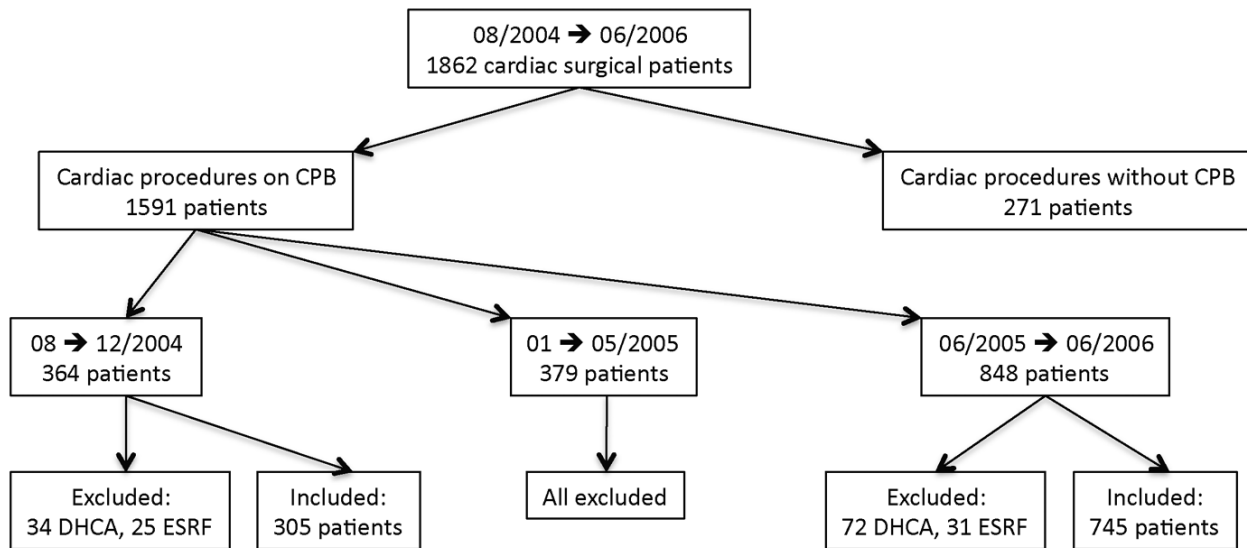 08/2004 ➔ 06/2006
1862 cardiac surgical patients
Cardiac procedures on CPB
1591 patients
Cardiac procedures without CPB
271 patients
08 ➔ 12/2004
364 patients
01 ➔ 05/2005
379 patients
06/2005 ➔ 06/2006
848 patients
Excluded:
34 DHCA, 25 ESRF
Included:
305 patients
All excluded
Excluded:
72 DHCA, 31 ESRF
Included:
745 patients